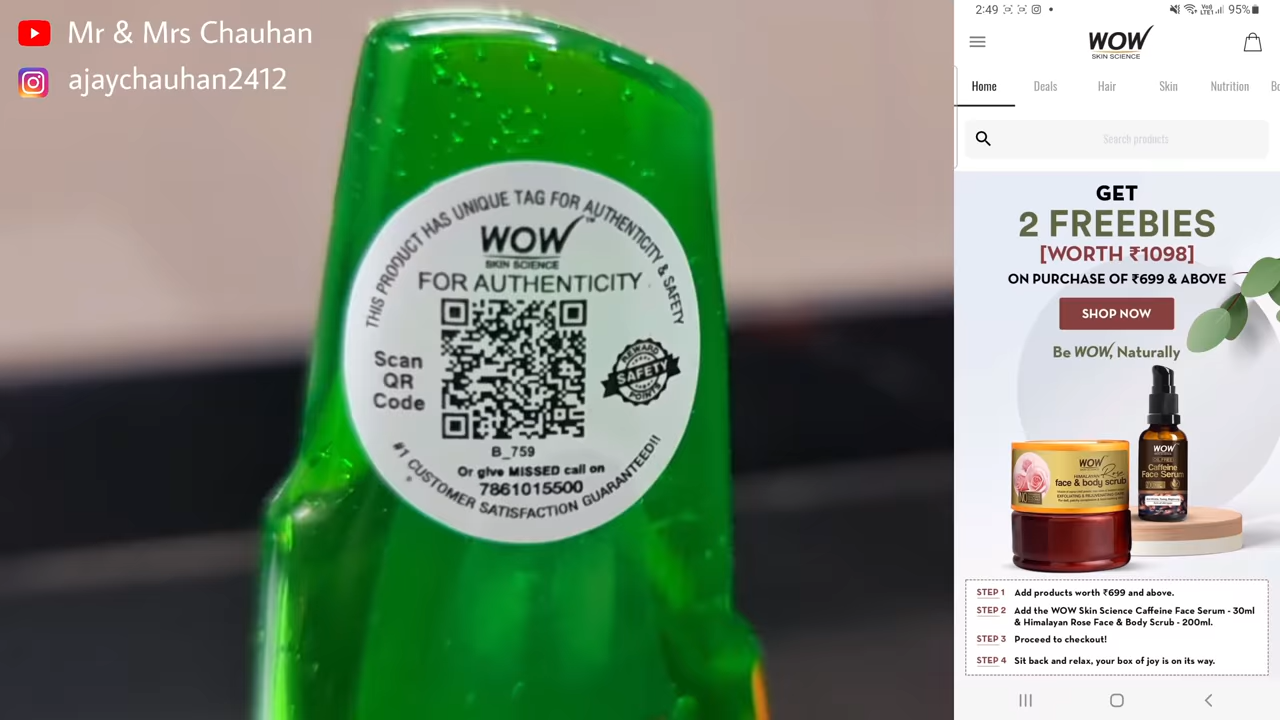 Mr & Mrs Chauhan
ajaychauhan2412
THIS PRODUCT HAS UNIQUE TAG FOR AUTHENTICITY & SAFETY
WOW
SKIN SCIENCE
FOR AUTHENTICITY
Scan
QR
Code
REWARD
SAFETY
POINTS
B_759
Or give MISSED call on
7861015500
#1 CUSTOMER SATISFACTION GUARANTEED!!
2:49
95%
WOW
SKIN SCIENCE
Home Deals Hair Skin Nutrition
Search products
GET
2 FREEBIES
[WORTH ₹1098]
ON PURCHASE OF ₹699 & ABOVE
SHOP NOW
Be WOW, Naturally
WOW
HIMALAYAN Rose
face & body scrub
WOW
Caffeine
Face Serum
STEP 1 Add products worth ₹699 and above.
STEP 2 Add the WOW Skin Science Caffeine Face Serum - 30ml
& Himalayan Rose Face & Body Scrub - 200ml.
STEP 3 Proceed to checkout!
STEP 4 Sit back and relax, your box of joy is on its way.